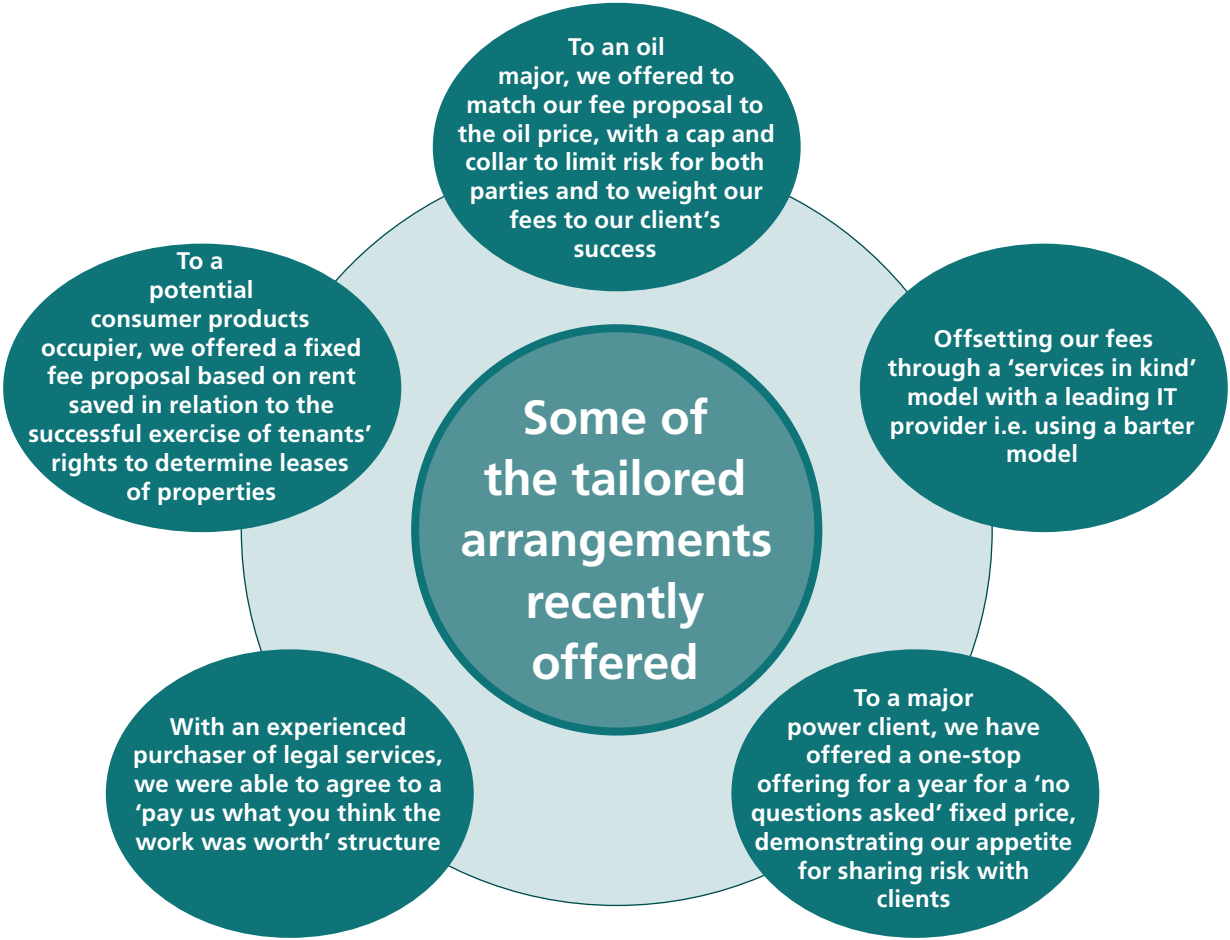 To an oil
major, we offered to
match our fee proposal to
the oil price, with a cap and
collar to limit risk for both
parties and to weight our
fees to our client's
success
To a
potential
consumer products
occupier, we offered a fixed
fee proposal based on rent
saved in relation to the
successful exercise of tenants'
rights to determine leases
of properties
Offsetting our fees
through a 'services in kind'
model with a leading IT
provider i.e. using a barter
model
Some of
the tailored
arrangements
recently
offered
With an experienced
purchaser of legal services,
we were able to agree to a
'pay us what you think the
work was worth' structure
To a major
power client, we have
offered a one-stop
offering for a year for a 'no
questions asked' fixed price,
demonstrating our appetite
for sharing risk with
clients